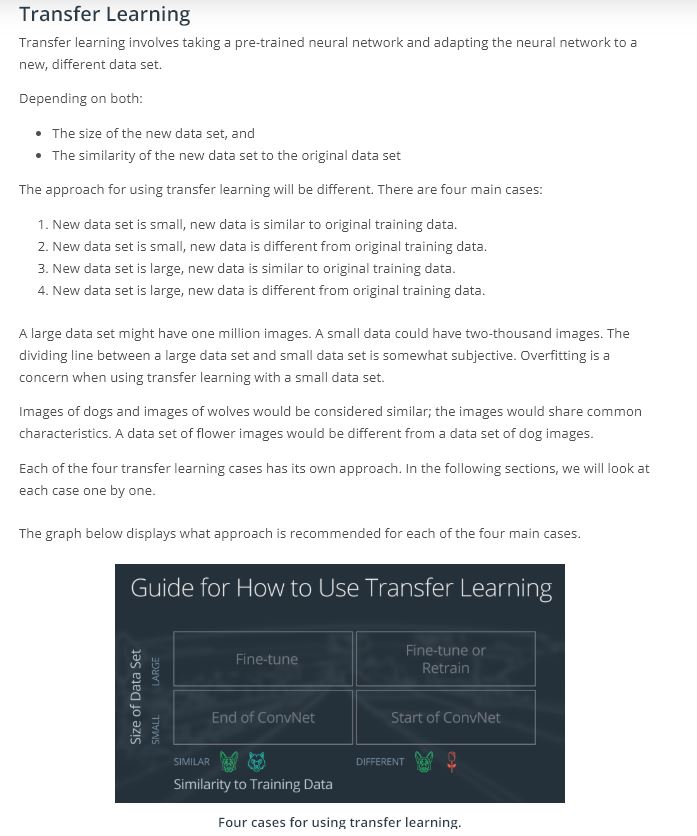 Transfer Learning
Transfer learning involves taking a pre-trained neural network and adapting the neural network to a
new, different data set.
Depending on both:
• The size of the new data set, and
• The similarity of the new data set to the original data set
The approach for using transfer learning will be different. There are four main cases:
1. New data set is small, new data is similar to original training data.
2. New data set is small, new data is different from original training data.
3. New data set is large, new data is similar to original training data.
4. New data set is large, new data is different from original training data.
A large data set might have one million images. A small data could have two-thousand images. The
dividing line between a large data set and small data set is somewhat subjective. Overfitting is a
concern when using transfer learning with a small data set.
Images of dogs and images of wolves would be considered similar; the images would share common
characteristics. A data set of flower images would be different from a data set of dog images.
Each of the four transfer learning cases has its own approach. In the following sections, we will look at
each case one by one.
The graph below displays what approach is recommended for each of the four main cases.
Guide for How to Use Transfer Learning
Size of Data Set
LARGE
Fine-tune
Fine-tune or
Retrain
SMALL
End of ConvNet
Start of ConvNet
SIMILAR
DIFFERENT
Similarity to Training Data
Four cases for using transfer learning.